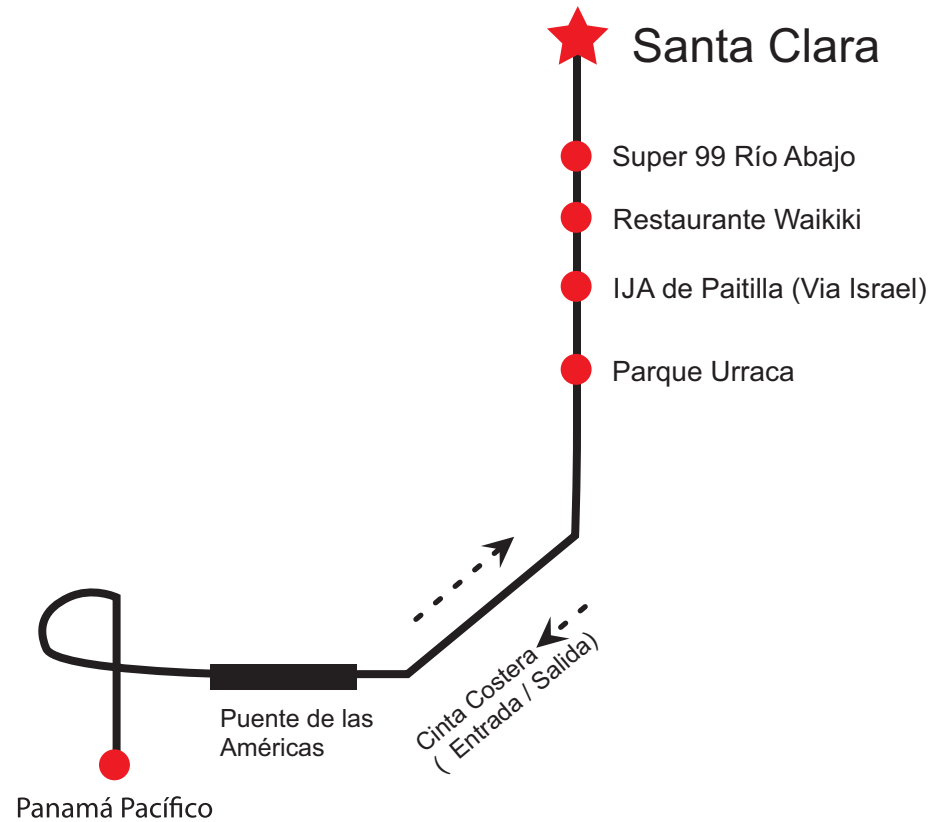 Santa Clara
Super 99 Río Abajo
Restaurante Waikiki
IJA de Paitilla (Via Israel)
Parque Urraca
Cinta Costera
( Entrada / Salida)
Puente de las
Américas
Panamá Pacífico